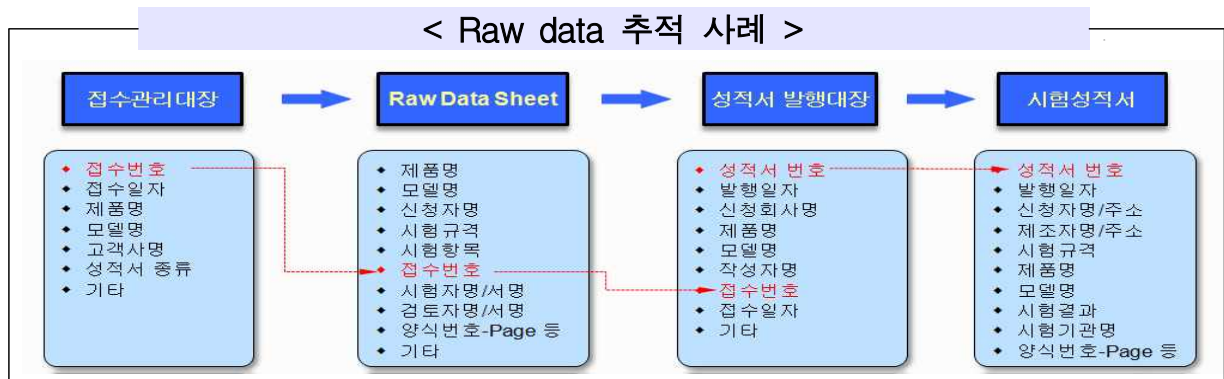 < Raw data 추적 사례 >
접수관리대장
Raw Data Sheet
성적서 발행대장
시험성적서
접수번호
접수일자
제품명
모델명
고객사명
성적서 종류
기타
제품명
모델명
신청자명
시험규격
시험항목
접수번호
시험자명/서명
검토자명/서명
양식번호-Page 등
기타
성적서 번호
발행일자
신청회사명
제품명
모델명
작성자명
접수번호
접수일자
기타
성적서 번호
발행일자
신청자명/주소
제조자명/주소
시험규격
제품명
모델명
시험결과
시험기관명
양식번호-Page 등